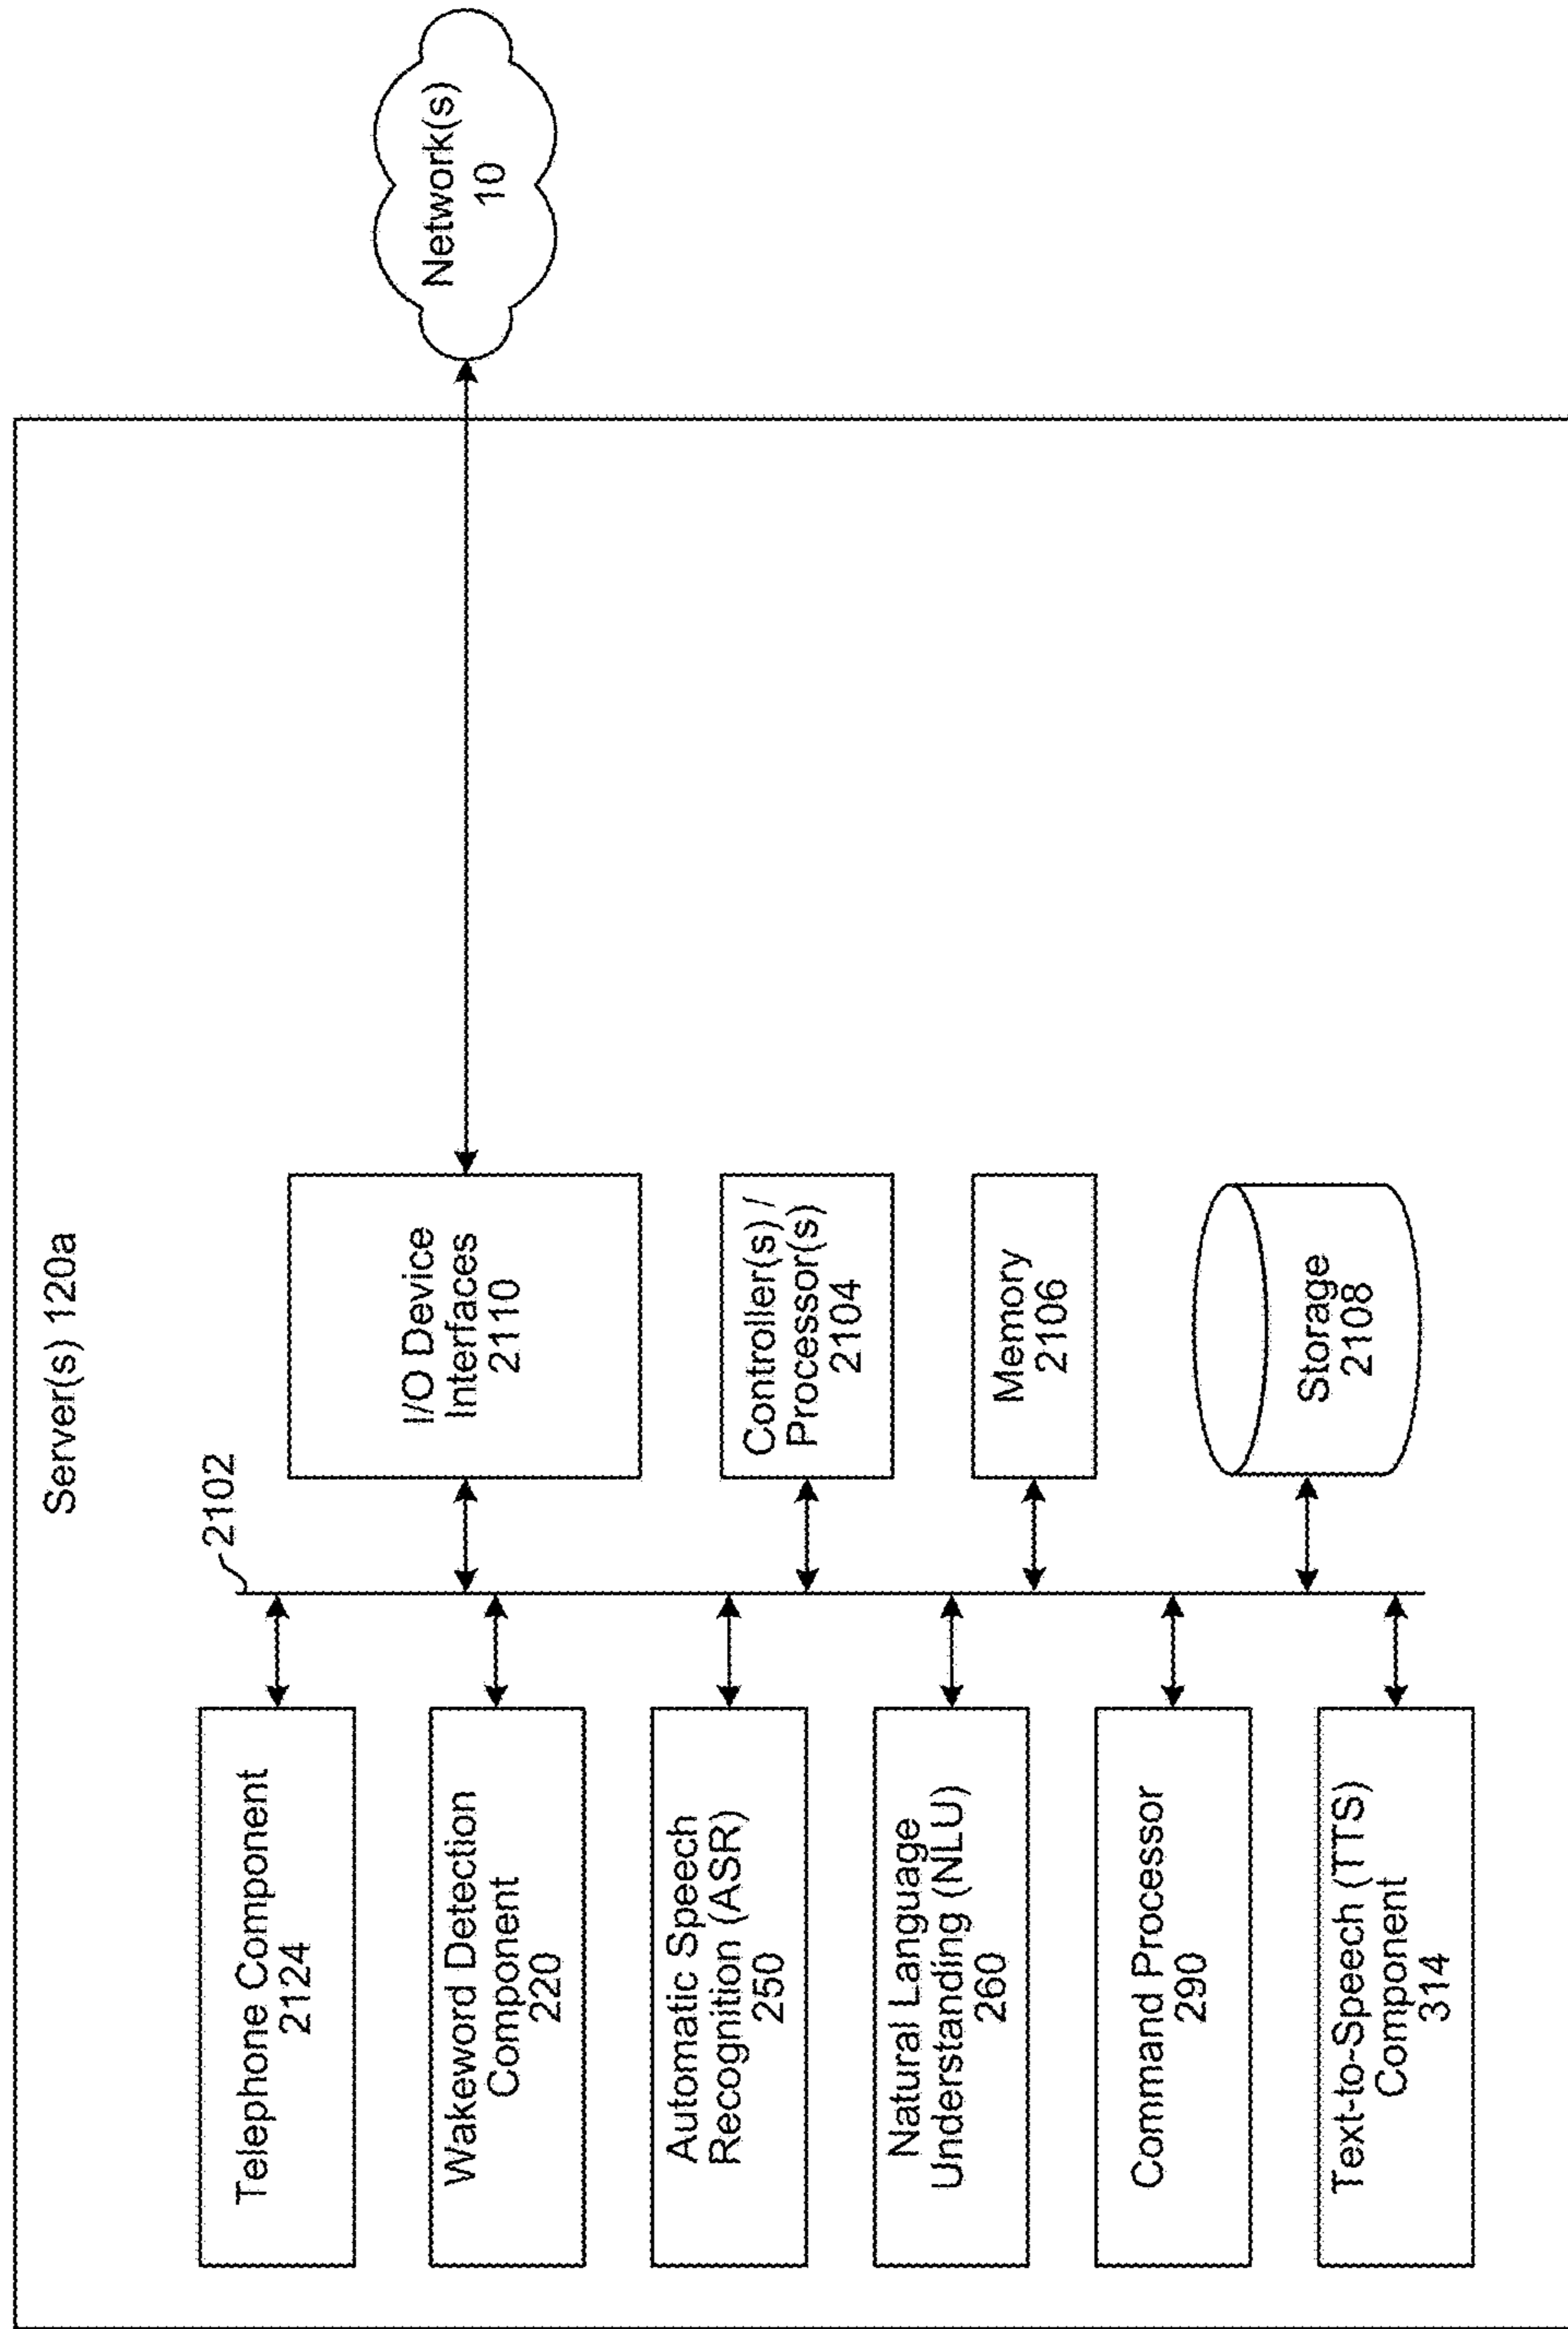 Server(s) 120a
2102
Telephone Component
2124
Wakeword Detection
Component
220
Automatic Speech
Recognition (ASR)
250
Natural Language
Understanding (NLU)
260
Command Processor
290
Text-to-Speech (TTS)
Component
314
I/O Device
Interfaces
2110
Controller(s) /
Processor(s)
2104
Memory
2106
Storage
2108
Network(s)
10